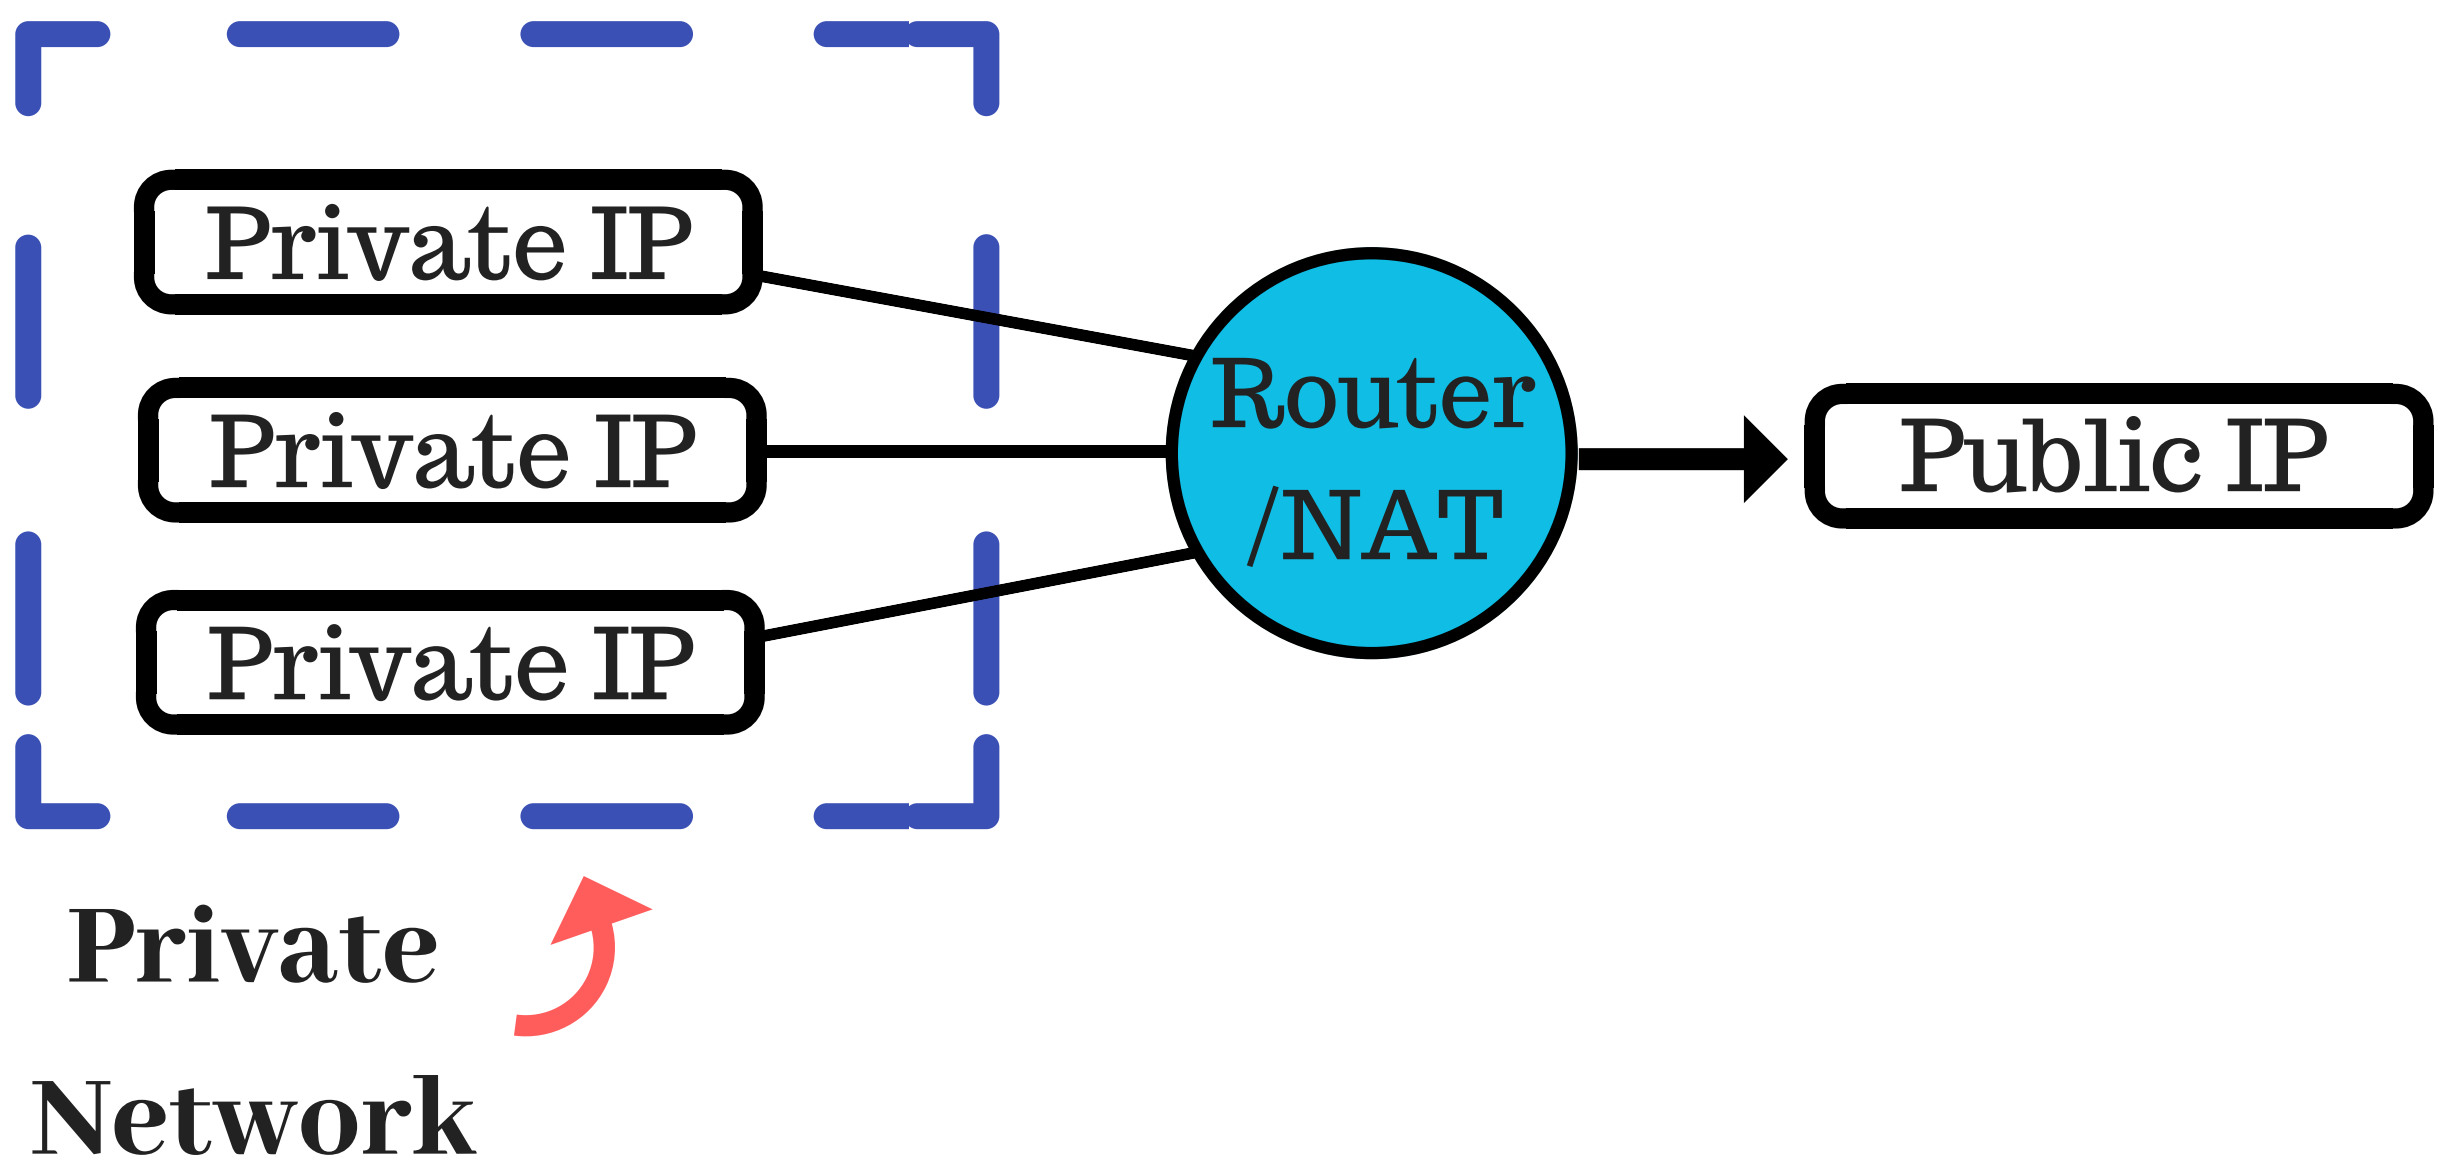 Private IP
Private IP
Private IP
Router
/NAT
Public IP
Private
Network